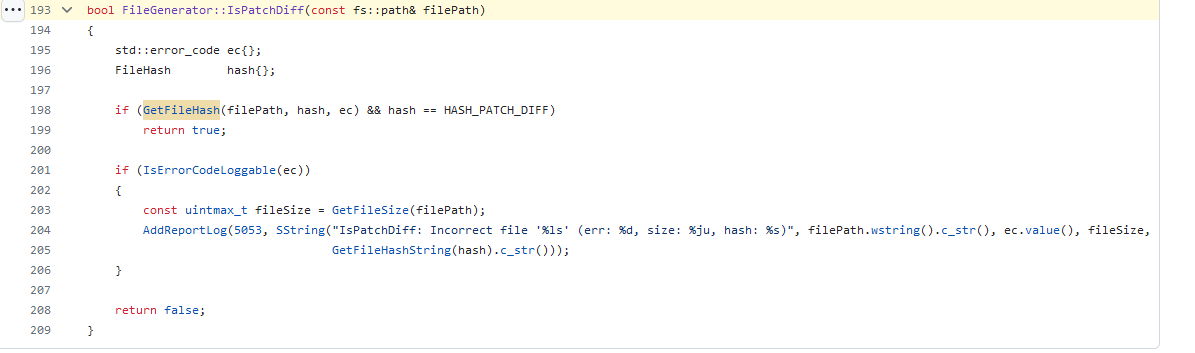 193 bool FileGenerator::IsPatchDiff(const fs::path& filePath)
194 {
195     std::error_code ec{};
196     FileHash        hash{};
197
198     if (GetFileHash(filePath, hash, ec) && hash == HASH_PATCH_DIFF)
199         return true;
200
201     if (IsErrorCodeLoggable(ec))
202     {
203         const uintmax_t fileSize = GetFileSize(filePath);
204         AddReportLog(5053, SString("IsPatchDiff: Incorrect file '%ls' (err: %d, size: %ju, hash: %s)", filePath.wstring().c_str(), ec.value(), fileSize,
205                                    GetFileHashString(hash).c_str()));
206     }
207
208     return false;
209 }